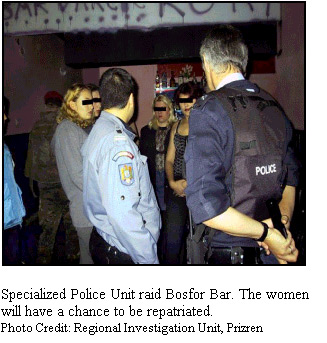 POLICE
Specialized Police Unit raid Bosfor Bar. The women
will have a chance to be repatriated.
Photo Credit: Regional Investigation Unit, Prizren